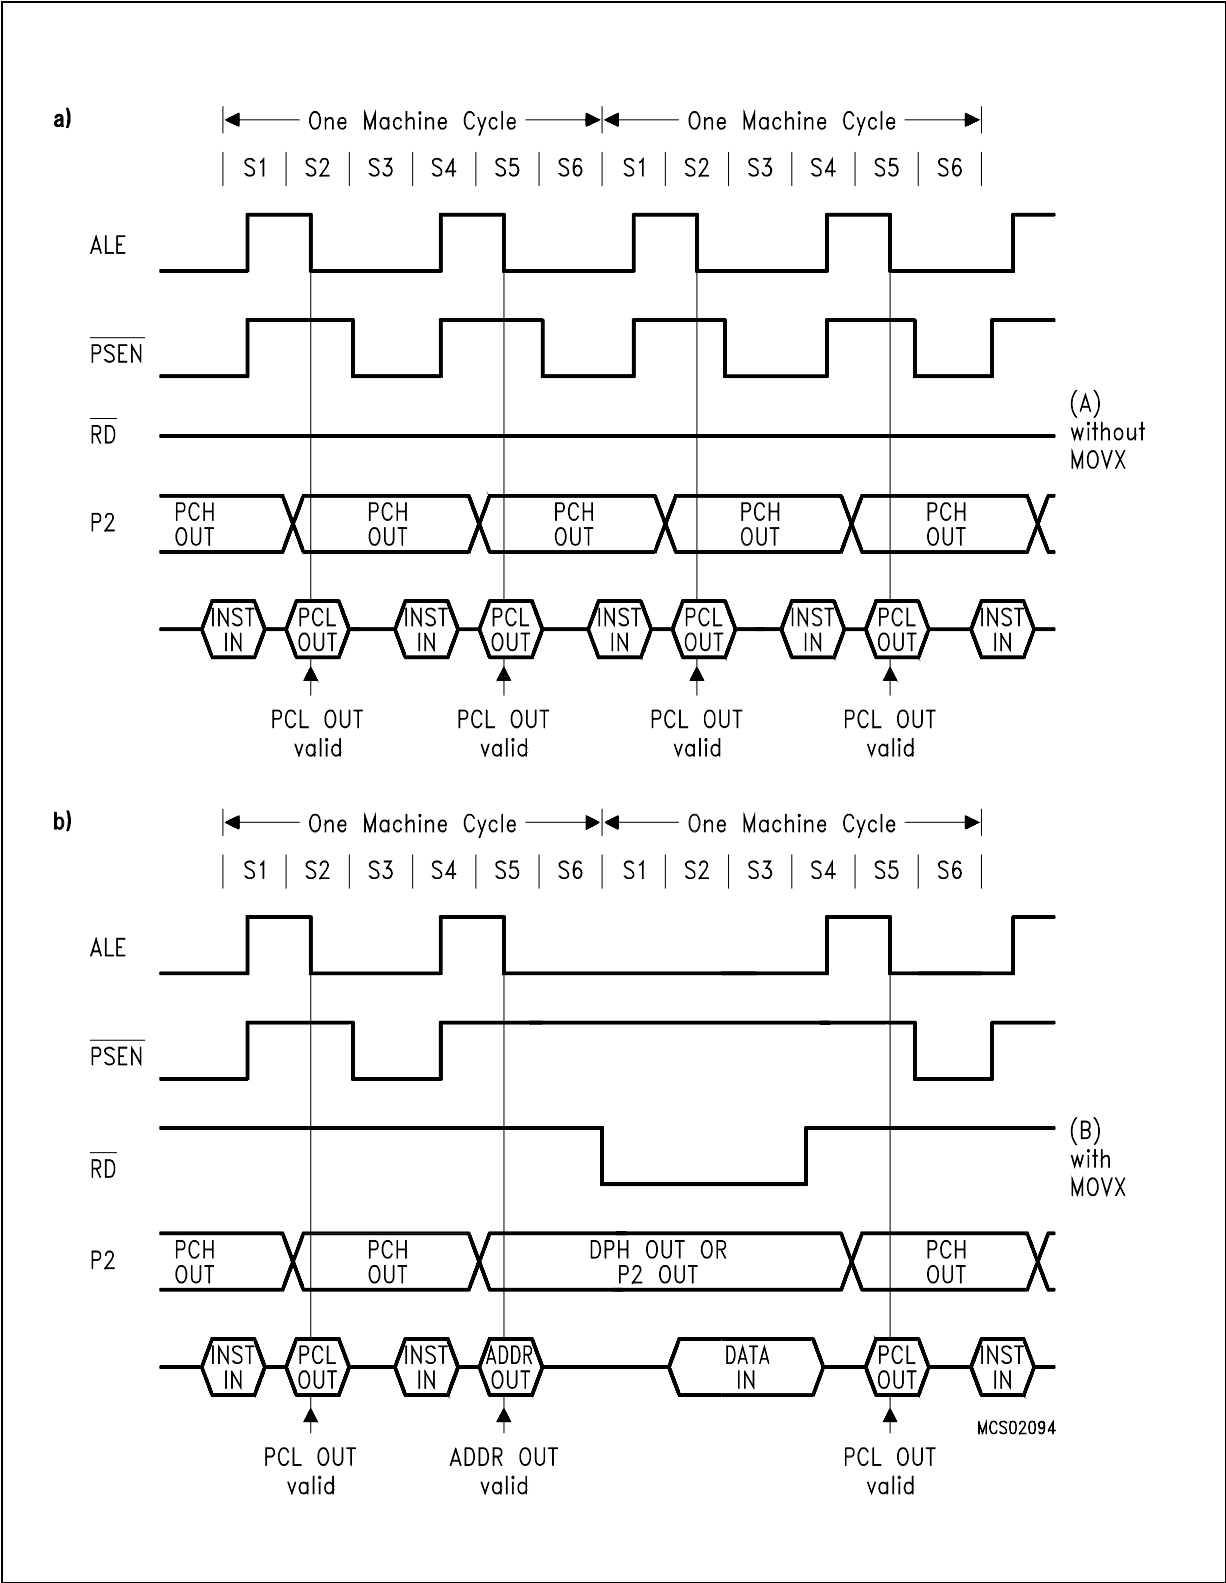 a)
One Machine Cycle One Machine Cycle
S1 S2 S3 S4 S5 S6 S1 S2 S3 S4 S5 S6
ALE
PSEN
RD
(A)
without
MOVX
P2
PCH PCH PCH PCH PCH
OUT OUT OUT OUT OUT
INST PCL INST PCL INST PCL INST PCL INST
IN OUT IN OUT IN OUT IN OUT IN
PCL OUT PCL OUT PCL OUT PCL OUT
valid valid valid valid
b)
One Machine Cycle One Machine Cycle
S1 S2 S3 S4 S5 S6 S1 S2 S3 S4 S5 S6
ALE
PSEN
RD
(B)
with
MOVX
P2
PCH PCH DPH OUT OR PCH
OUT OUT P2 OUT OUT
INST PCL INST ADDR DATA PCL INST
IN OUT IN OUT IN OUT IN
MCS02094
PCL OUT ADDR OUT PCL OUT
valid valid valid